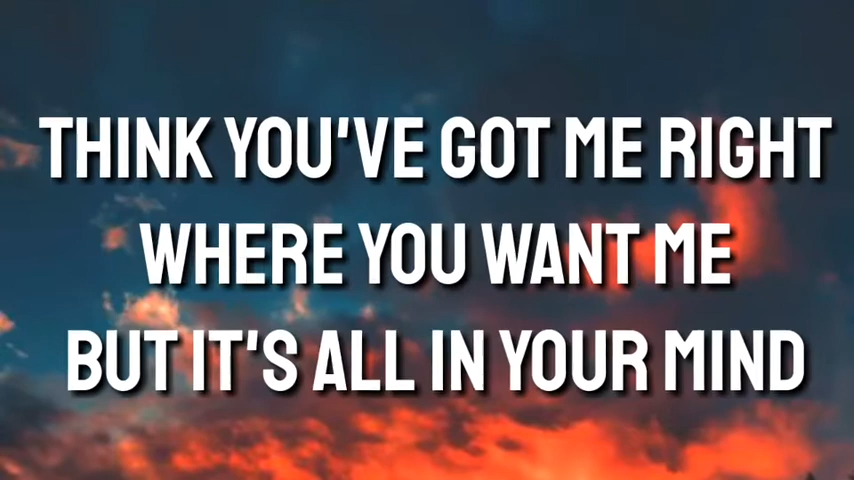 THINK YOU'VE GOT ME RIGHT
WHERE YOU WANT ME
BUT IT'S ALL IN YOUR MIND